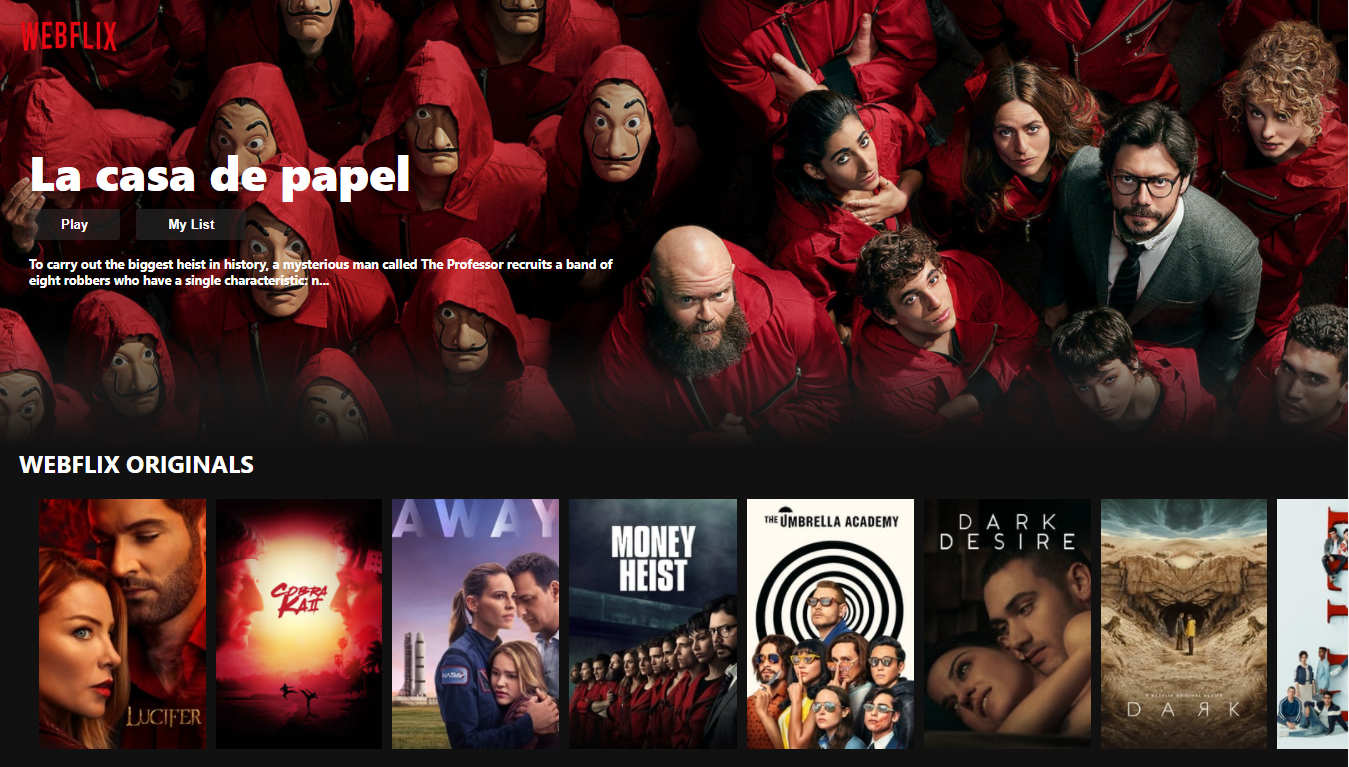 WEBFLIX
La casa de papel
Play
My List
To carry out the biggest heist in history, a mysterious man called The Professor recruits a band of
eight robbers who have a single characteristic: n...
WEBFLIX ORIGINALS
LUCIFER
COBRA
KAII
AWAY
NASA
MONEY
HEIST
THE UMBRELLA ACADEMY
DARK
DESIRE
A NETFLIX ORIGINAL SERIES
DARK